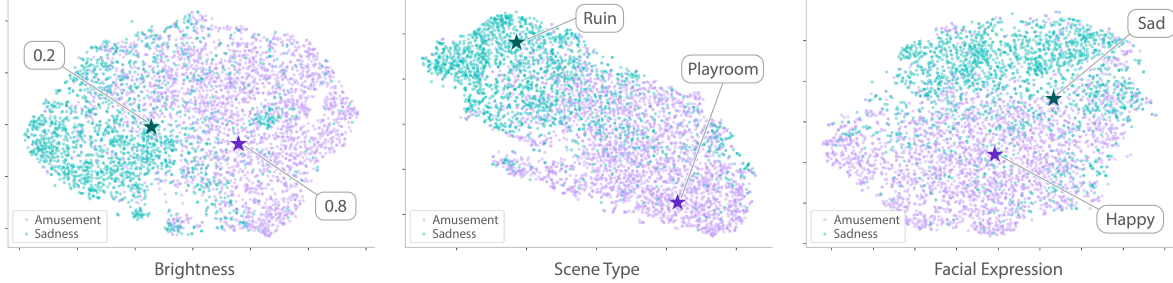 0.2
0.8
Amusement
Sadness
Brightness
Ruin
Playroom
Amusement
Sadness
Scene Type
Sad
Happy
Amusement
Sadness
Facial Expression